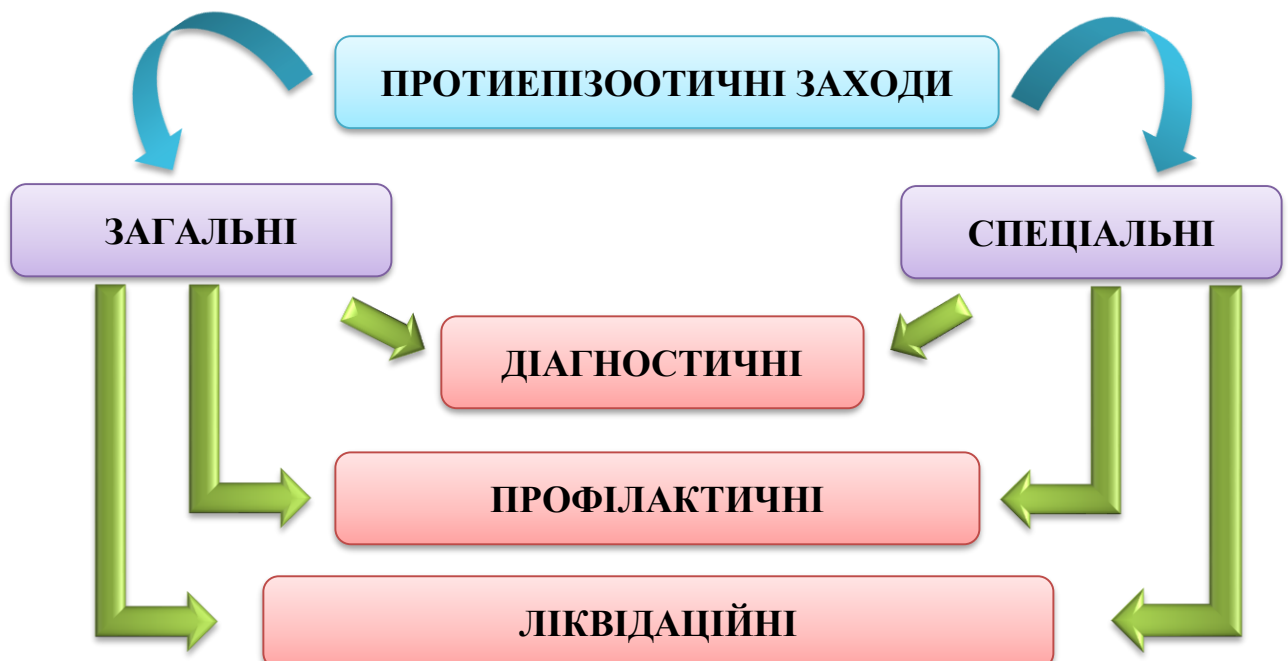 ПРОТИЕПІЗООТИЧНІ ЗАХОДИ
ЗАГАЛЬНІ
СПЕЦІАЛЬНІ
ДІАГНОСТИЧНІ
ПРОФІЛАКТИЧНІ
ЛІКВІДАЦІЙНІ